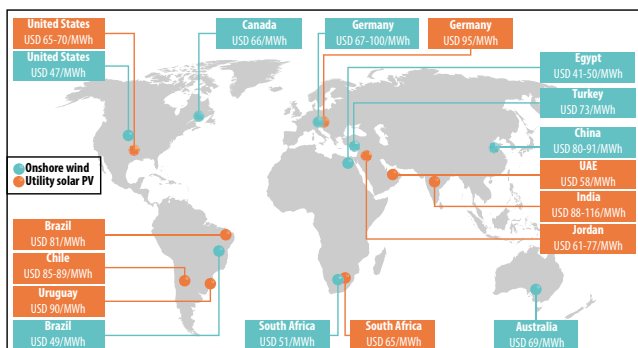 United States
USD 65-70/MWh
United States
USD 47/MWh
Canada
USD 66/MWh
Germany
USD 67-100/MWh
Germany
USD 95/MWh
Egypt
USD 41-50/MWh
Turkey
USD 73/MWh
China
USD 80-91/MWh
UAE
USD 58/MWh
India
USD 88-116/MWh
Jordan
USD 61-77/MWh
Onshore wind
Utility solar PV
Brazil
USD 81/MWh
Chile
USD 85-89/MWh
Uruguay
USD 90/MWh
Brazil
USD 49/MWh
South Africa
USD 51/MWh
South Africa
USD 65/MWh
Australia
USD 69/MWh